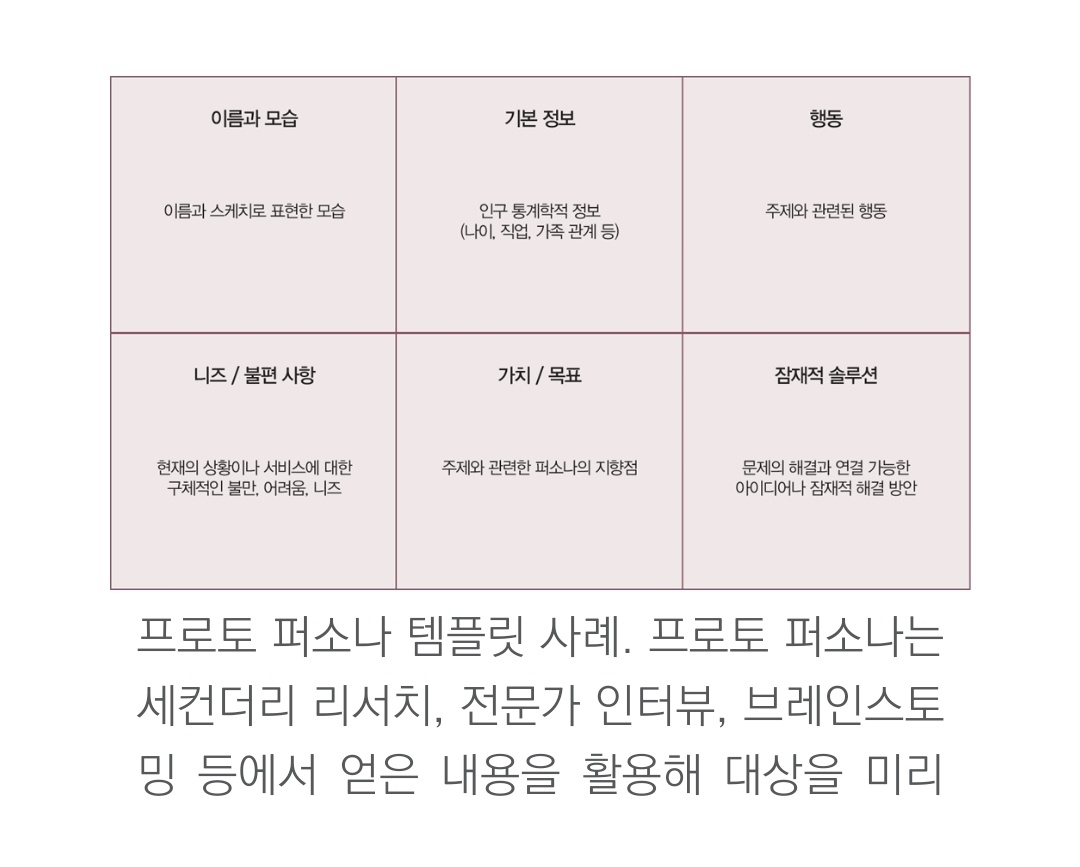 이름과 모습
이름과 스케치로 표현한 모습
기본 정보
인구 통계학적 정보
(나이, 직업, 가족 관계 등)
행동
주제와 관련된 행동
니즈 / 불편 사항
현재의 상황이나 서비스에 대한
구체적인 불만, 어려움, 니즈
가치 / 목표
주제와 관련한 퍼소나의 지향점
잠재적 솔루션
문제의 해결과 연결 가능한
아이디어나 잠재적 해결 방안
프로토 퍼소나 템플릿 사례. 프로토 퍼소나는
세컨더리 리서치, 전문가 인터뷰, 브레인스토
밍 등에서 얻은 내용을 활용해 대상을 미리